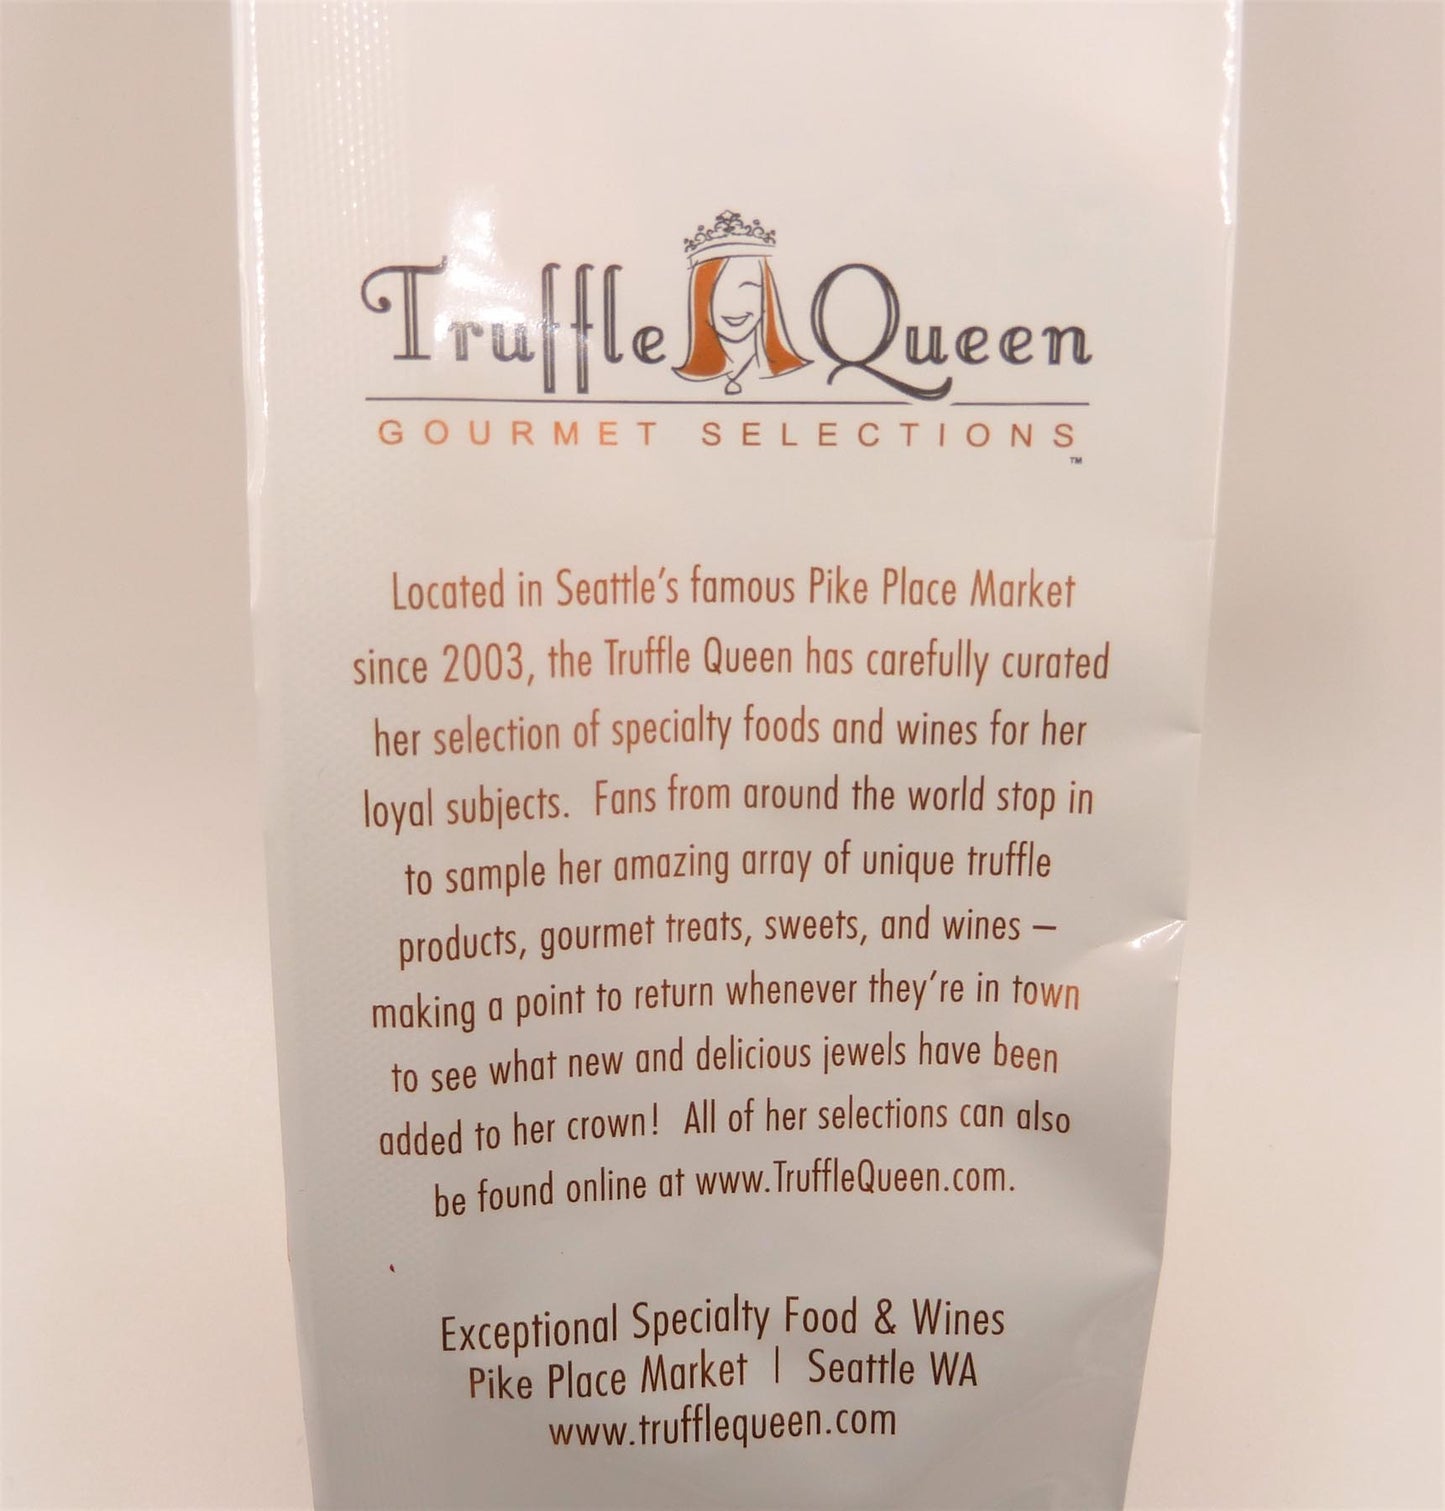 Truffle Queen
GOURMET SELECTIONS
™
Located in Seattle’s famous Pike Place Market
since 2003, the Truffle Queen has carefully curated
her selection of specialty foods and wines for her
loyal subjects. Fans from around the world stop in
to sample her amazing array of unique truffle
products, gourmet treats, sweets, and wines –
making a point to return whenever they’re in town
to see what new and delicious jewels have been
added to her crown! All of her selections can also
be found online at www.TruffleQueen.com.
Exceptional Specialty Food & Wines
Pike Place Market | Seattle WA
www.trufflequeen.com